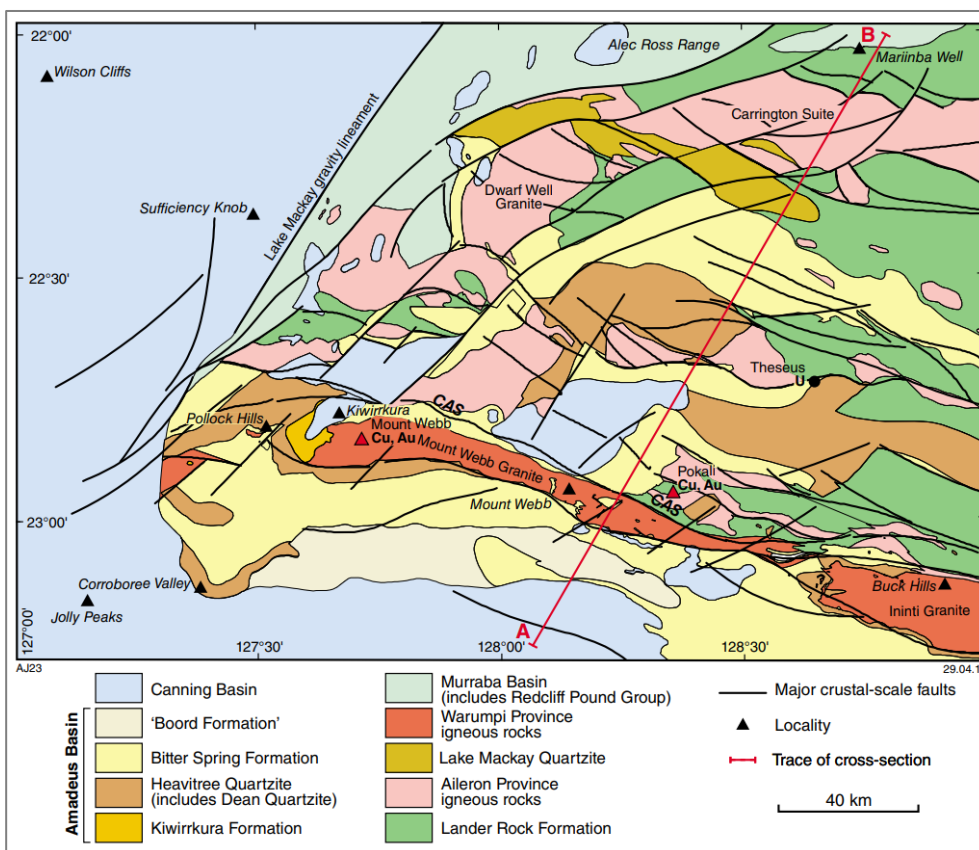 22°00'
B
Wilson Cliffs
Alec Ross Range
Mariinba Well
Carrington Suite
Lake Mackay gravity lineament
Dwarf Well
Granite
Sufficiency Knob
22°30'
Theseus
U
CAS
Kiwirrkura
Pollock Hills
Mount Webb
Cu, Au
Mount Webb Granite
Pokali
Cu, Au
CAS
Mount Webb
23°00'
Corroboree Valley
Buck Hills
Ininti Granite
Jolly Peaks
A
127°00'
127°30'
128°00'
128°30'
AJ23
29.04.1
Canning Basin
Amadeus Basin
'Boord Formation'
Bitter Spring Formation
Heavitree Quartzite
(includes Dean Quartzite)
Kiwirrkura Formation
Murraba Basin
(includes Redcliff Pound Group)
Warumpi Province
igneous rocks
Lake Mackay Quartzite
Aileron Province
igneous rocks
Lander Rock Formation
Major crustal-scale faults
Locality
Trace of cross-section
40 km